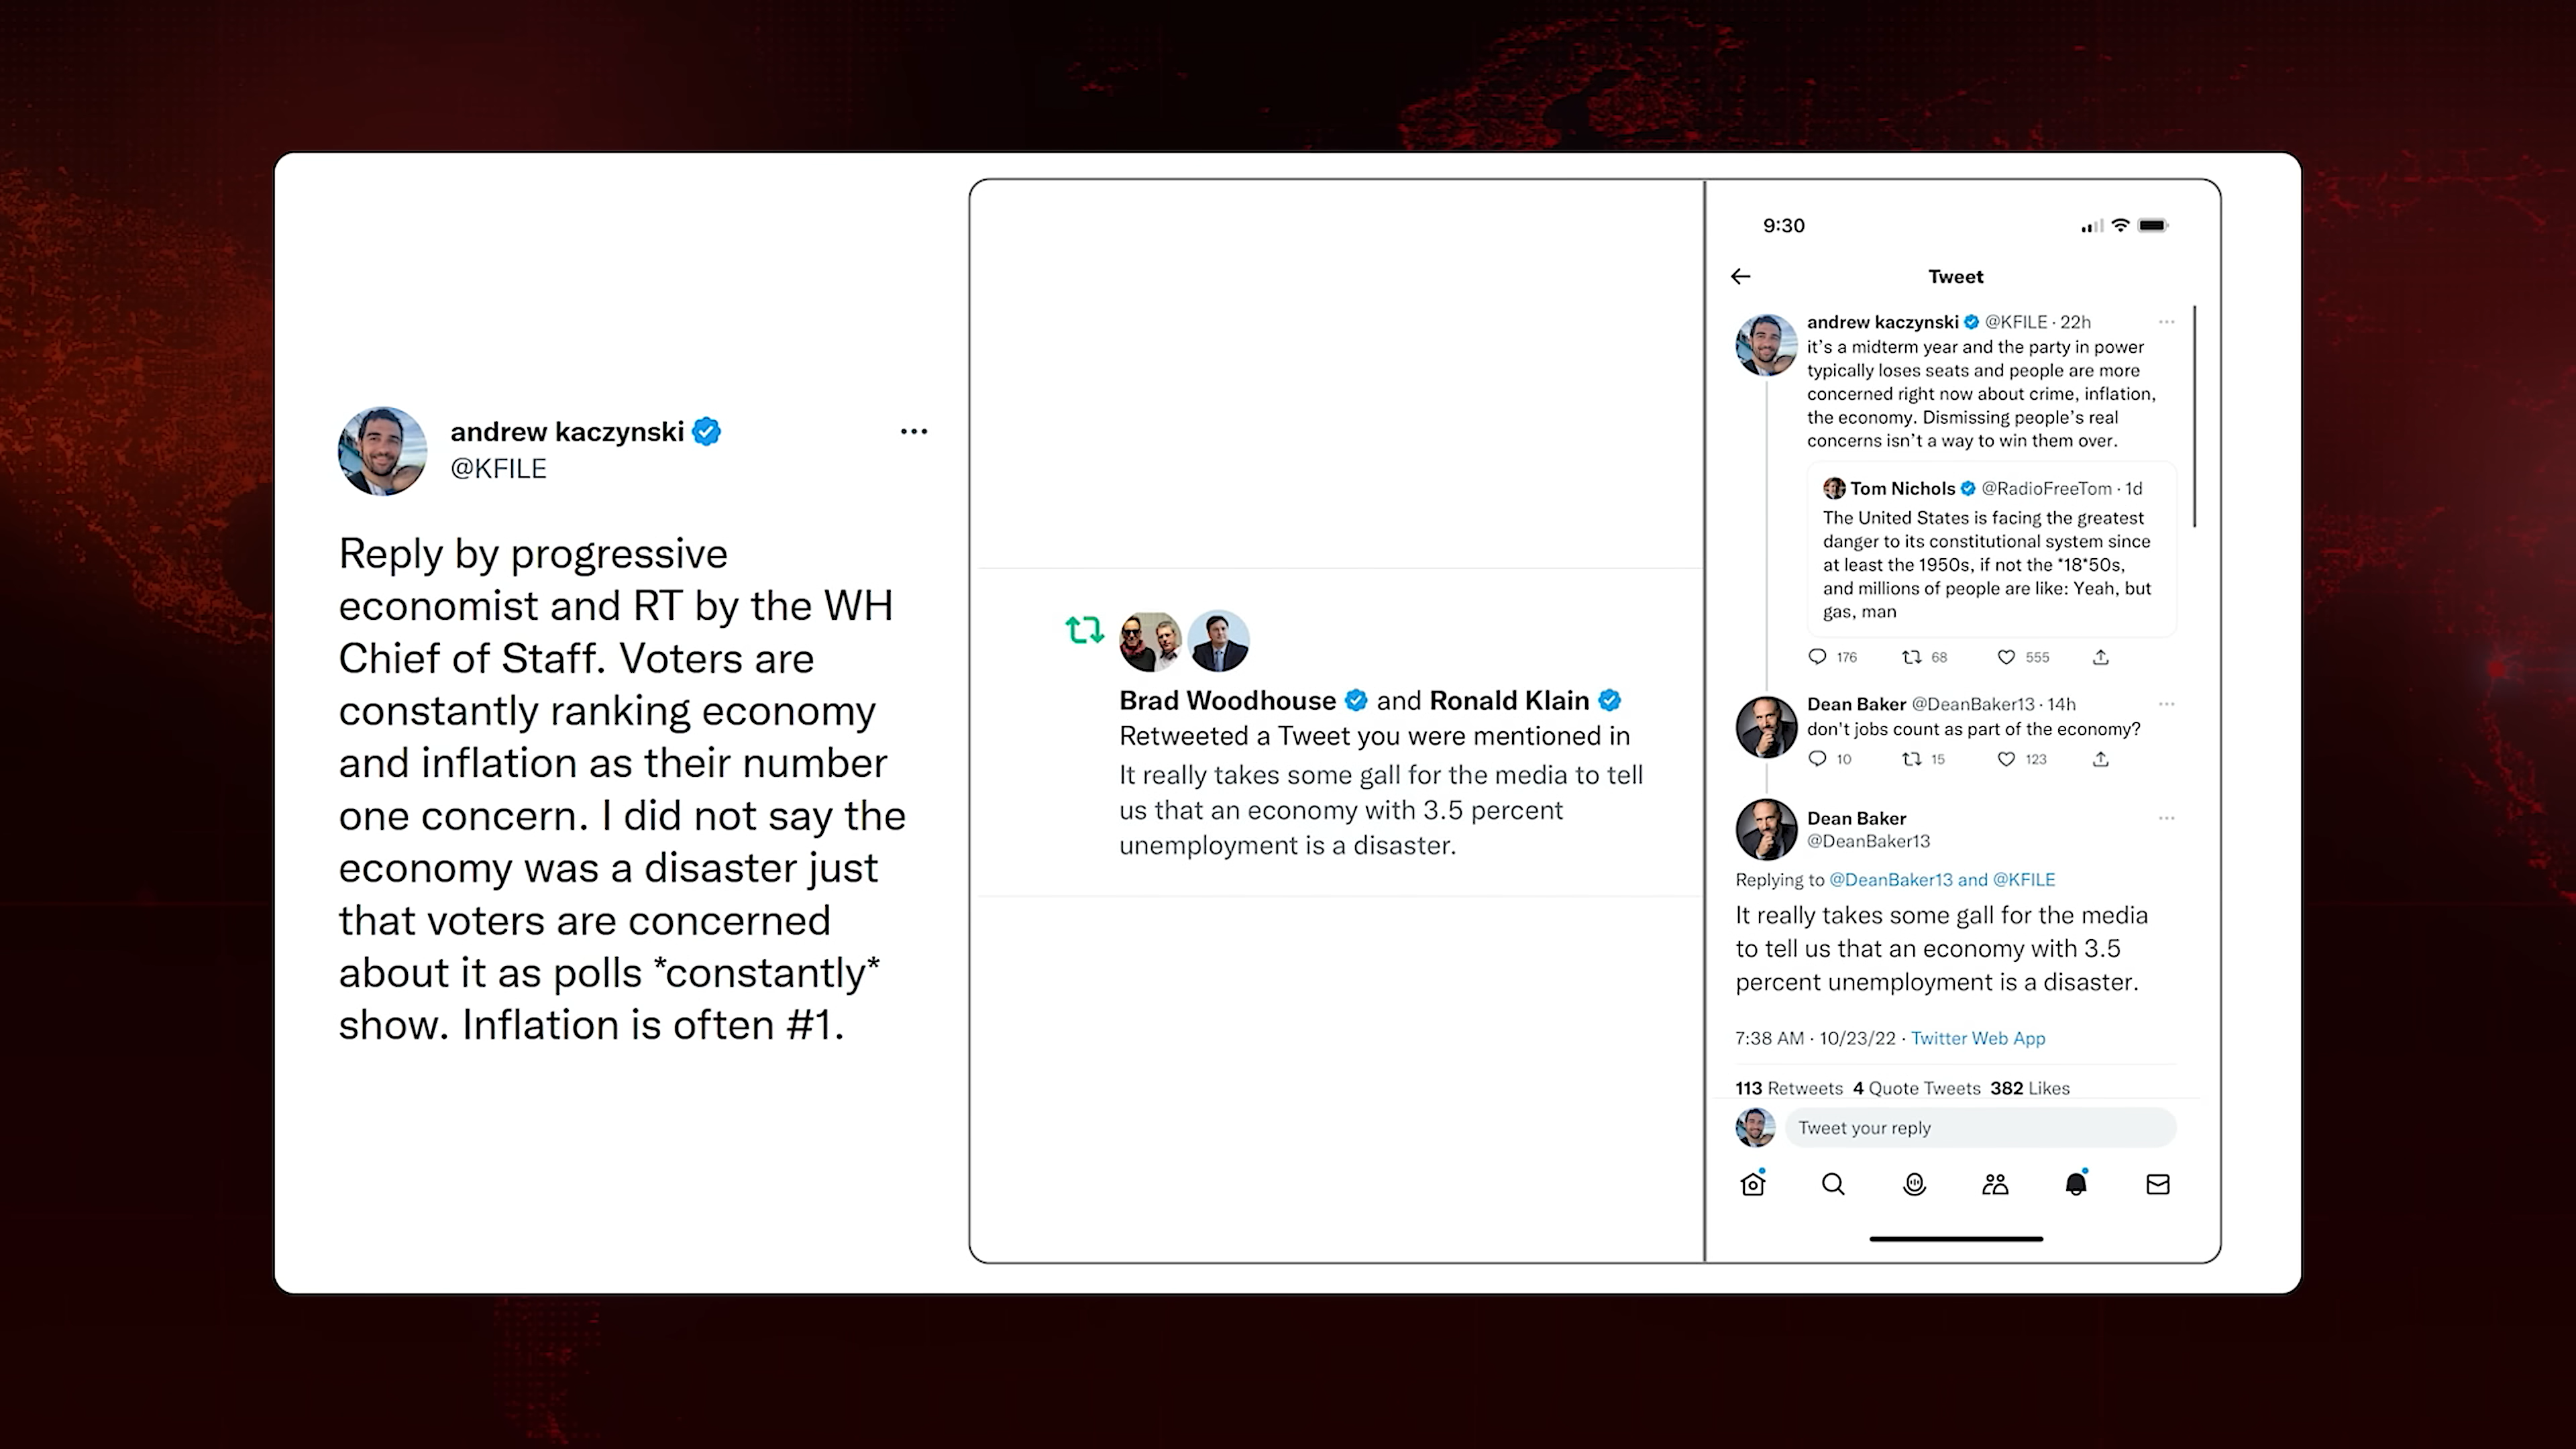 andrew kaczynski
@KFILE
Reply by progressive
economist and RT by the WH
Chief of Staff. Voters are
constantly ranking economy
and inflation as their number
one concern. I did not say the
economy was a disaster just
that voters are concerned
about it as polls *constantly*
show. Inflation is often #1.
Brad Woodhouse and Ronald Klain
Retweeted a Tweet you were mentioned in
It really takes some gall for the media to tell
us that an economy with 3.5 percent
unemployment is a disaster.
9:30
Tweet
andrew kaczynski @KFILE · 22h
it's a midterm year and the party in power
typically loses seats and people are more
concerned right now about crime, inflation,
the economy. Dismissing people's real
concerns isn't a way to win them over.
Tom Nichols @RadioFreeTom · 1d
The United States is facing the greatest
danger to its constitutional system since
at least the 1950s, if not the *18*50s,
and millions of people are like: Yeah, but
gas, man
176 68 555
Dean Baker @DeanBaker13 · 14h
don't jobs count as part of the economy?
10 15 123
Dean Baker
@DeanBaker13
Replying to @DeanBaker13 and @KFILE
It really takes some gall for the media
to tell us that an economy with 3.5
percent unemployment is a disaster.
7:38 AM · 10/23/22 · Twitter Web App
113 Retweets 4 Quote Tweets 382 Likes
Tweet your reply